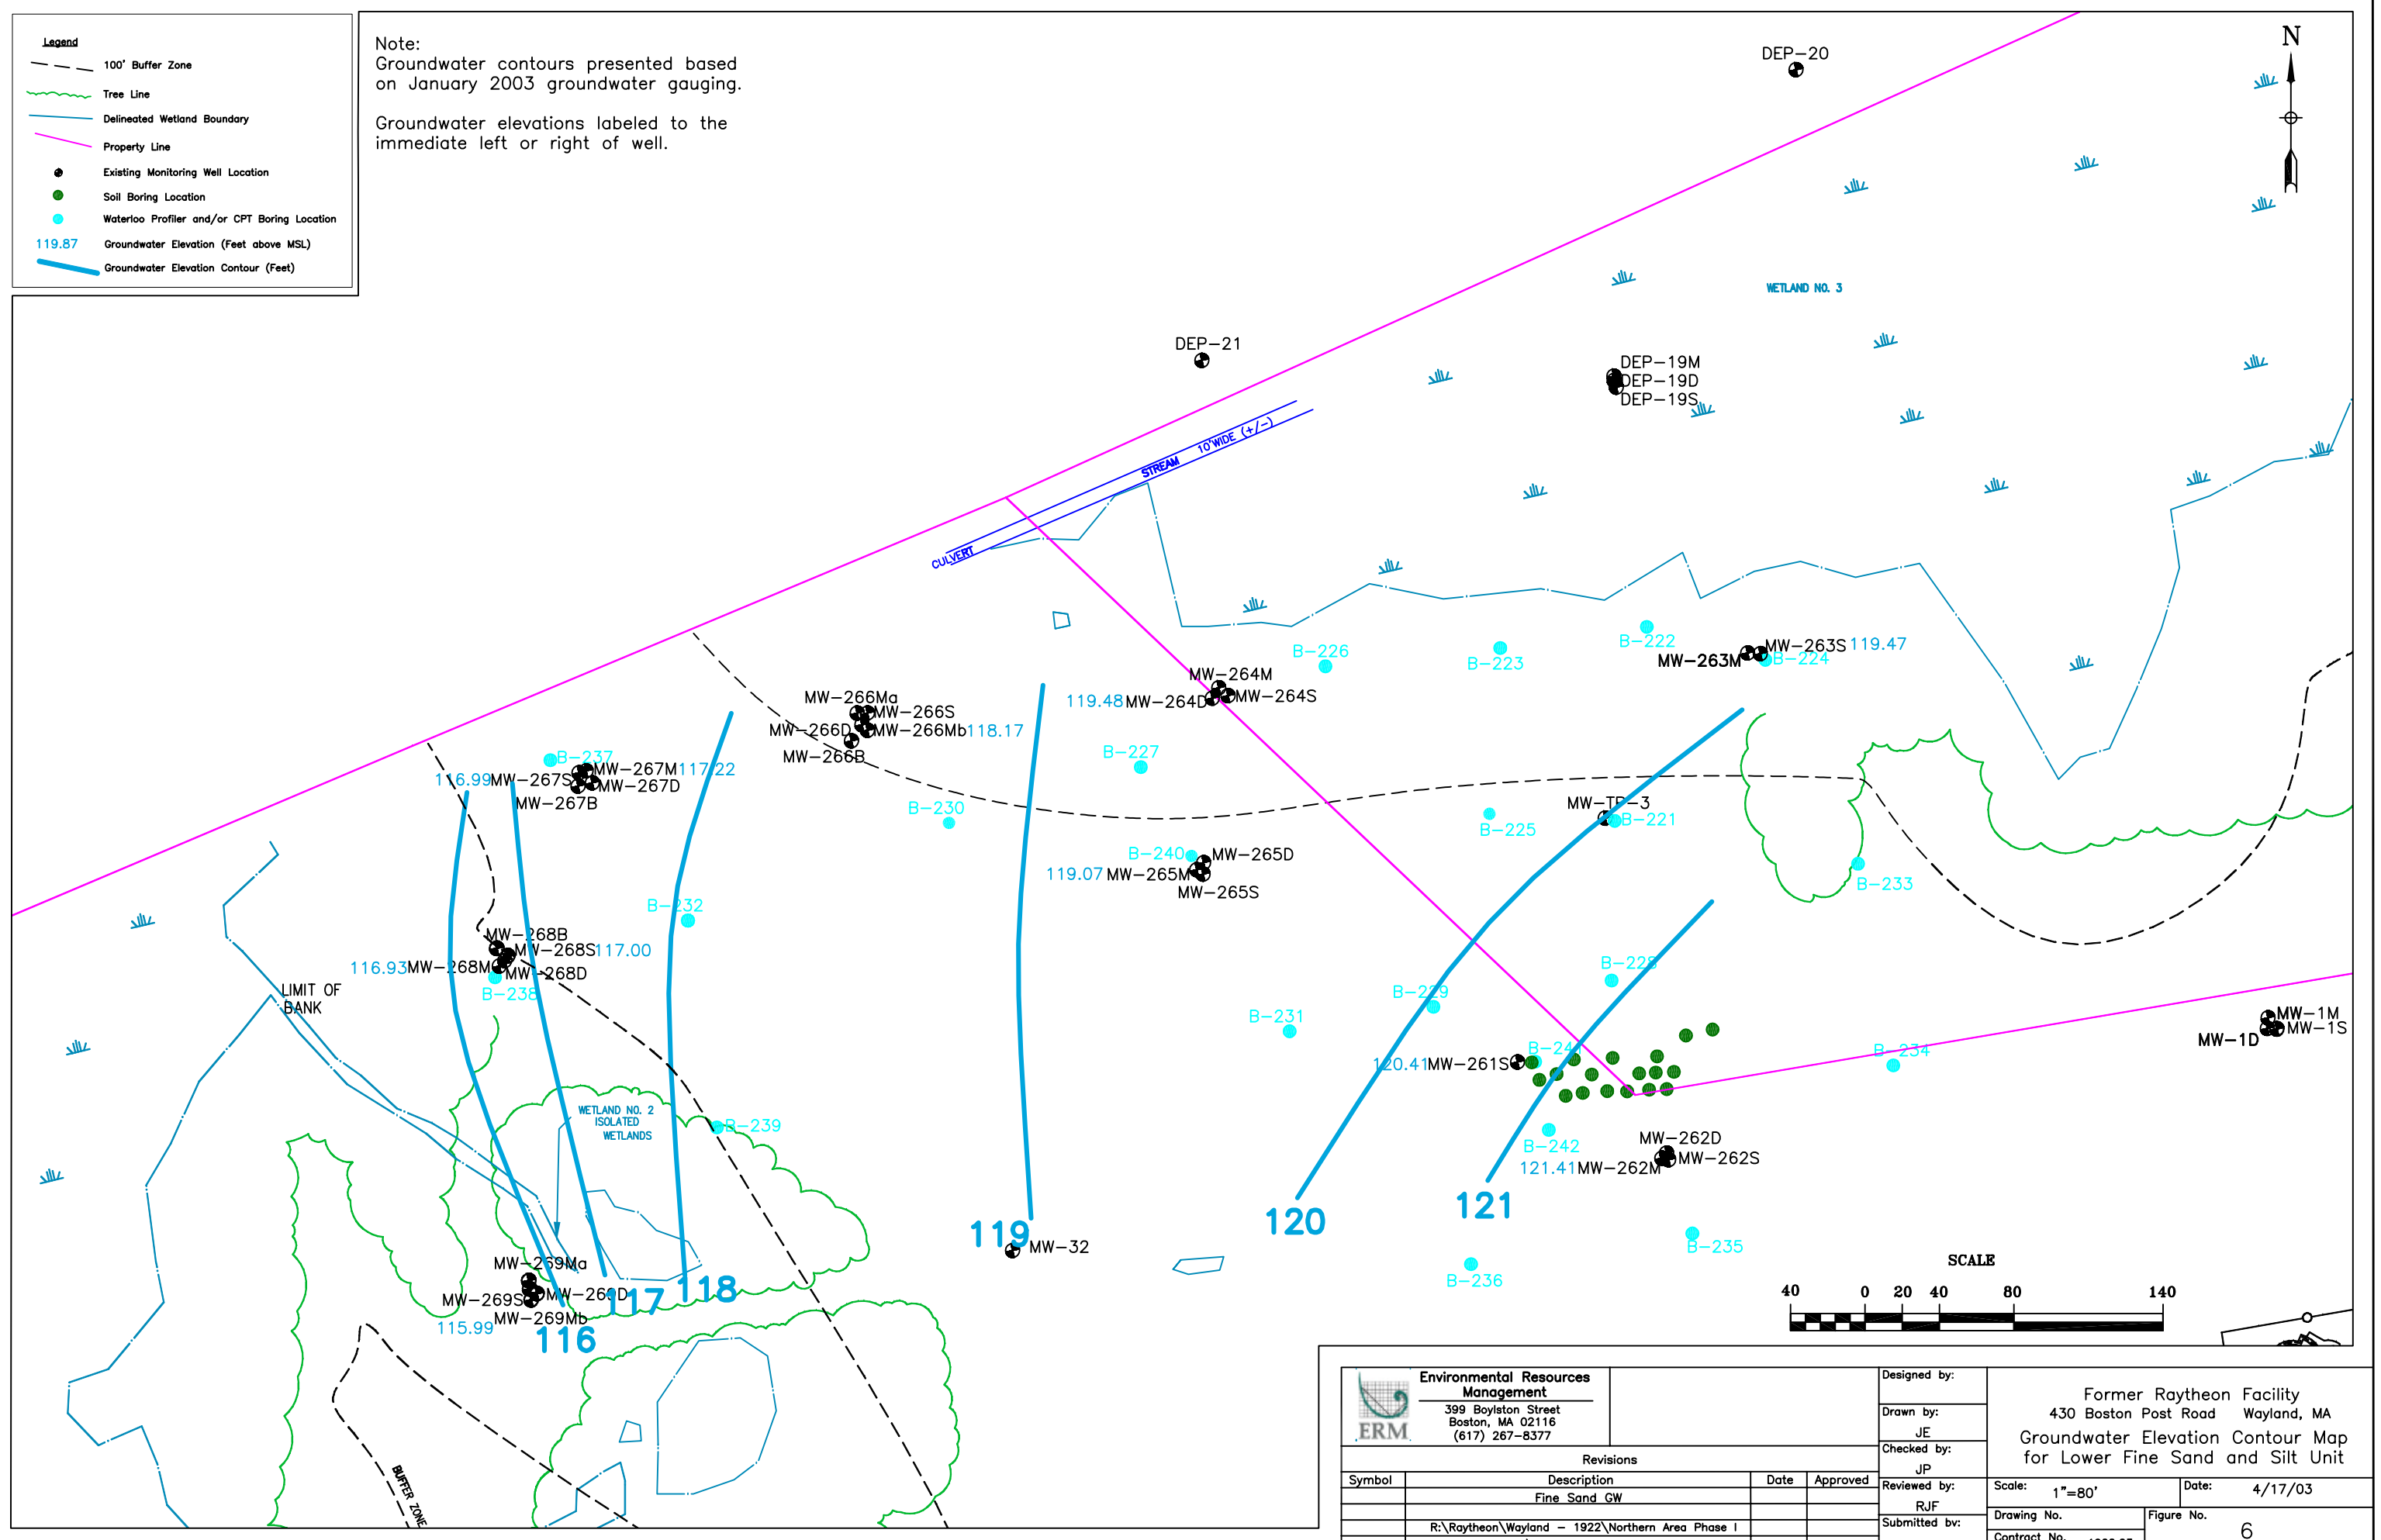 Legend
100' Buffer Zone
Tree Line
Delineated Wetland Boundary
Property Line
Existing Monitoring Well Location
Soil Boring Location
Waterloo Profiler and/or CPT Boring Location
119.87 Groundwater Elevation (Feet above MSL)
Groundwater Elevation Contour (Feet)
Note:
Groundwater contours presented based
on January 2003 groundwater gauging.
Groundwater elevations labeled to the
immediate left or right of well.
N
DEP-20
WETLAND NO. 3
DEP-21
DEP-19M
DEP-19D
DEP-19S
STREAM 10'WIDE (+/-)
CULVERT
B-222
B-226
B-223
MW-263S 119.47
MW-263M
B-224
MW-264M
119.48 MW-264D
MW-264S
MW-266Ma
MW-266S
MW-266D
MW-266Mb 118.17
MW-266B
B-237
MW-267M 117.22
116.99 MW-267S
MW-267D
MW-267B
B-227
B-230
MW-TP-3
B-225
B-221
B-240
MW-265D
119.07 MW-265M
MW-265S
B-233
B-232
MW-268B
MW-268S 117.00
116.93 MW-268M
MW-268D
B-238
LIMIT OF
BANK
B-228
B-229
B-231
MW-1M
MW-1S
MW-1D
B-24
120.41 MW-261S
B-234
WETLAND NO. 2
ISOLATED
WETLANDS
B-239
B-242
MW-262D
MW-262S
121.41 MW-262M
121
120
119
MW-32
B-235
B-236
MW-269Ma
MW-269S
MW-269D
MW-269Mb
115.99
118
117
116
SCALE
40 0 20 40 80 140
BUFFER ZONE
ERM
Environmental Resources
Management
399 Boylston Street
Boston, MA 02116
(617) 267-8377
Revisions
Symbol Description Date Approved
Fine Sand GW
R:\Raytheon\Wayland - 1922\Northern Area Phase I
Designed by:
Drawn by:
JE
Checked by:
JP
Reviewed by:
RJF
Submitted by:
Former Raytheon Facility
430 Boston Post Road Wayland, MA
Groundwater Elevation Contour Map
for Lower Fine Sand and Silt Unit
Scale: 1"=80'
Date: 4/17/03
Drawing No.
Figure No.
6
Contract No.